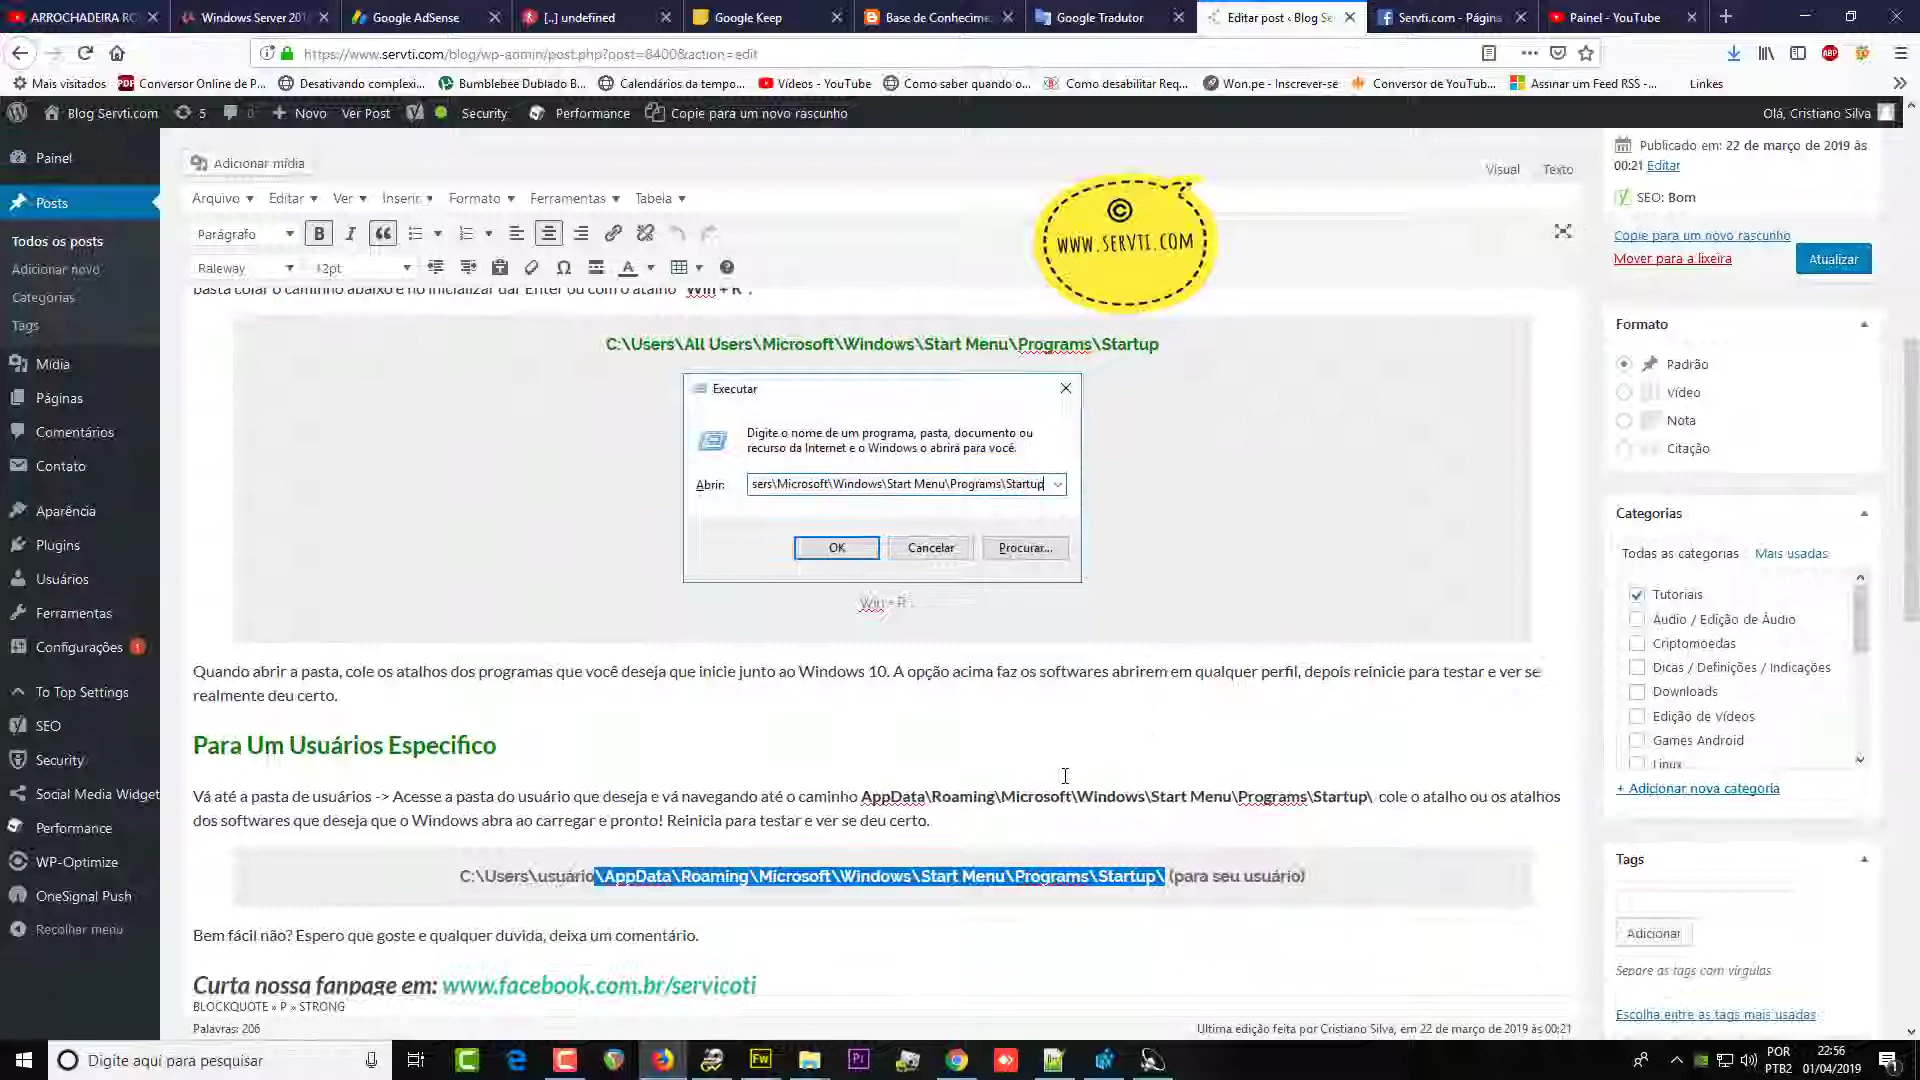 ARROCHADEIRA RO
Windows Server 201
Google AdSense
[..] undefined
Google Keep
Base de Conhecime
Google Tradutor
Editar post ‹ Blog Se
Servti.com - Página
Painel - YouTube
https://www.servti.com/blog/wp-admin/post.php?post=8400&action=edit
Mais visitados
Conversor Online de P...
Desativando complexi...
Bumblebee Dublado B...
Calendários da tempo...
Vídeos - YouTube
Como saber quando o...
Como desabilitar Req...
Won.pe - Inscrever-se
Conversor de YouTub...
Assinar um Feed RSS -...
Linkes
Blog Servti.com
5
0
Novo
Ver Post
Security
Performance
Copie para um novo rascunho
Olá, Cristiano Silva
Painel
Posts
Todos os posts
Adicionar novo
Categorias
Tags
Mídia
Páginas
Comentários
Contato
Aparência
Plugins
Usuários
Ferramentas
Configurações 1
To Top Settings
SEO
Security
Social Media Widget
Performance
WP-Optimize
OneSignal Push
Recolher menu
Adicionar mídia
Visual
Texto
Arquivo
Editar
Ver
Inserir
Formato
Ferramentas
Tabela
Parágrafo
Raleway
12pt
©
WWW.SERVTI.COM
pasta colar o caminho abaixo e no inicializar dar Enter ou com o atalho "Win + R".
C:\Users\All Users\Microsoft\Windows\Start Menu\Programs\Startup
Executar
Digite o nome de um programa, pasta, documento ou
recurso da Internet e o Windows o abrirá para você.
Abrir:
sers\Microsoft\Windows\Start Menu\Programs\Startup
OK
Cancelar
Procurar...
Win + R
Quando abrir a pasta, cole os atalhos dos programas que você deseja que inicie junto ao Windows 10. A opção acima faz os softwares abrirem em qualquer perfil, depois reinicie para testar e ver se
realmente deu certo.
Para Um Usuários Especifico
Vá até a pasta de usuários -> Acesse a pasta do usuário que deseja e vá navegando até o caminho AppData\Roaming\Microsoft\Windows\Start Menu\Programs\Startup\ cole o atalho ou os atalhos
dos softwares que deseja que o Windows abra ao carregar e pronto! Reinicia para testar e ver se deu certo.
C:\Users\usuário\AppData\Roaming\Microsoft\Windows\Start Menu\Programs\Startup\ (para seu usuário)
Bem fácil não? Espero que goste e qualquer duvida, deixa um comentário.
Curta nossa fanpage em: www.facebook.com.br/servicoti
BLOCKQUOTE » P » STRONG
Palavras: 206
Última edição feita por Cristiano Silva, em 22 de março de 2019 às 00:21
Publicado em: 22 de março de 2019 às
00:21 Editar
SEO: Bom
Copie para um novo rascunho
Mover para a lixeira
Atualizar
Formato
Padrão
Vídeo
Nota
Citação
Categorias
Todas as categorias
Mais usadas
Tutoriais
Áudio / Edição de Áudio
Criptomoedas
Dicas / Definições / Indicações
Downloads
Edição de Vídeos
Games Android
Linux
+ Adicionar nova categoria
Tags
Adicionar
Separe as tags com vírgulas
Escolha entre as tags mais usadas
Digite aqui para pesquisar
POR
PTB2
22:56
01/04/2019